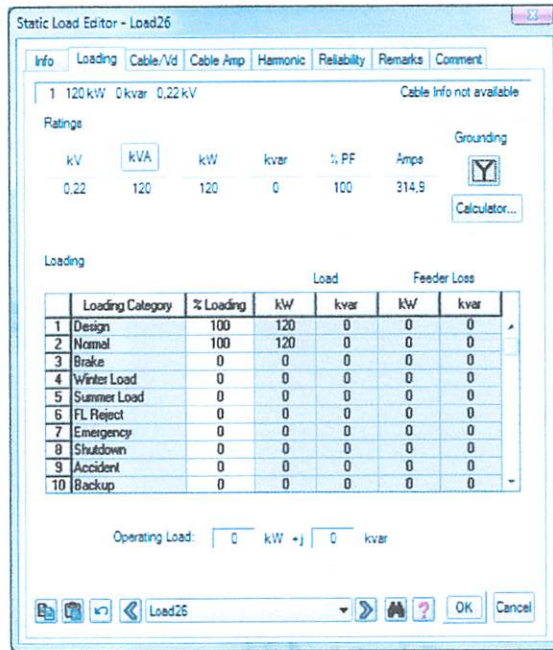 Static Load Editor - Load26
Info Loading Cable/Vd Cable Amp Harmonic Reliability Remarks Comment
1 120 kW 0 kvar 0,22 kV Cable Info not available
Ratings
Grounding
kV kVA kW kvar % PF Amps
0,22 120 120 0 100 314,9
Calculator...
Loading
Load Feeder Loss
Loading Category % Loading kW kvar kW kvar
1 Design 100 120 0 0 0
2 Normal 100 120 0 0 0
3 Brake 0 0 0 0 0
4 Winter Load 0 0 0 0 0
5 Summer Load 0 0 0 0 0
6 FL Reject 0 0 0 0 0
7 Emergency 0 0 0 0 0
8 Shutdown 0 0 0 0 0
9 Accident 0 0 0 0 0
10 Backup 0 0 0 0 0
Operating Load: 0 kW +j 0 kvar
Load26 OK Cancel